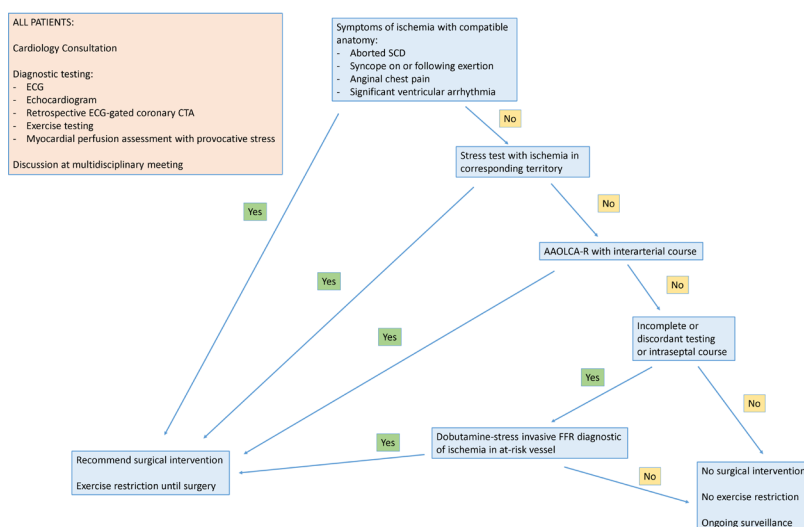 ALL PATIENTS:
Cardiology Consultation
Diagnostic testing:
- ECG
- Echocardiogram
- Retrospective ECG-gated coronary CTA
- Exercise testing
- Myocardial perfusion assessment with provocative stress
Discussion at multidisciplinary meeting
Symptoms of ischemia with compatible
anatomy:
- Aborted SCD
- Syncope on or following exertion
- Anginal chest pain
- Significant ventricular arrhythmia
No
Stress test with ischemia in
corresponding territory
Yes
No
AAOLCA-R with interarterial course
Yes
No
Incomplete or
discordant testing
or intraseptal course
Yes
Yes
No
Dobutamine-stress invasive FFR diagnostic
of ischemia in at-risk vessel
Yes
No
Recommend surgical intervention
Exercise restriction until surgery
No surgical intervention
No exercise restriction
Ongoing surveillance